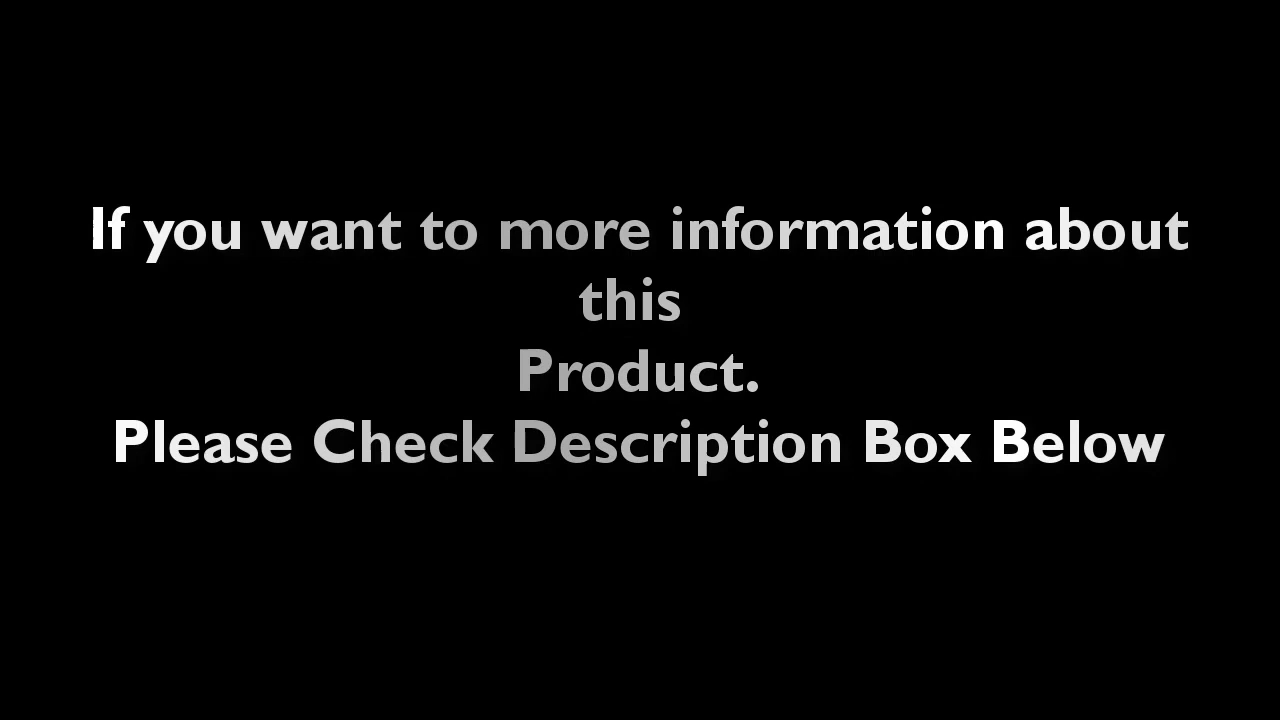 If you want to more information about
this
Product.
Please Check Description Box Below